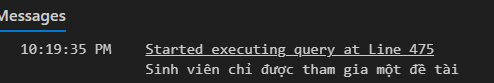 Messages
10:19:35 PM Started executing query at Line 475
Sinh viên chỉ được tham gia một đề tài